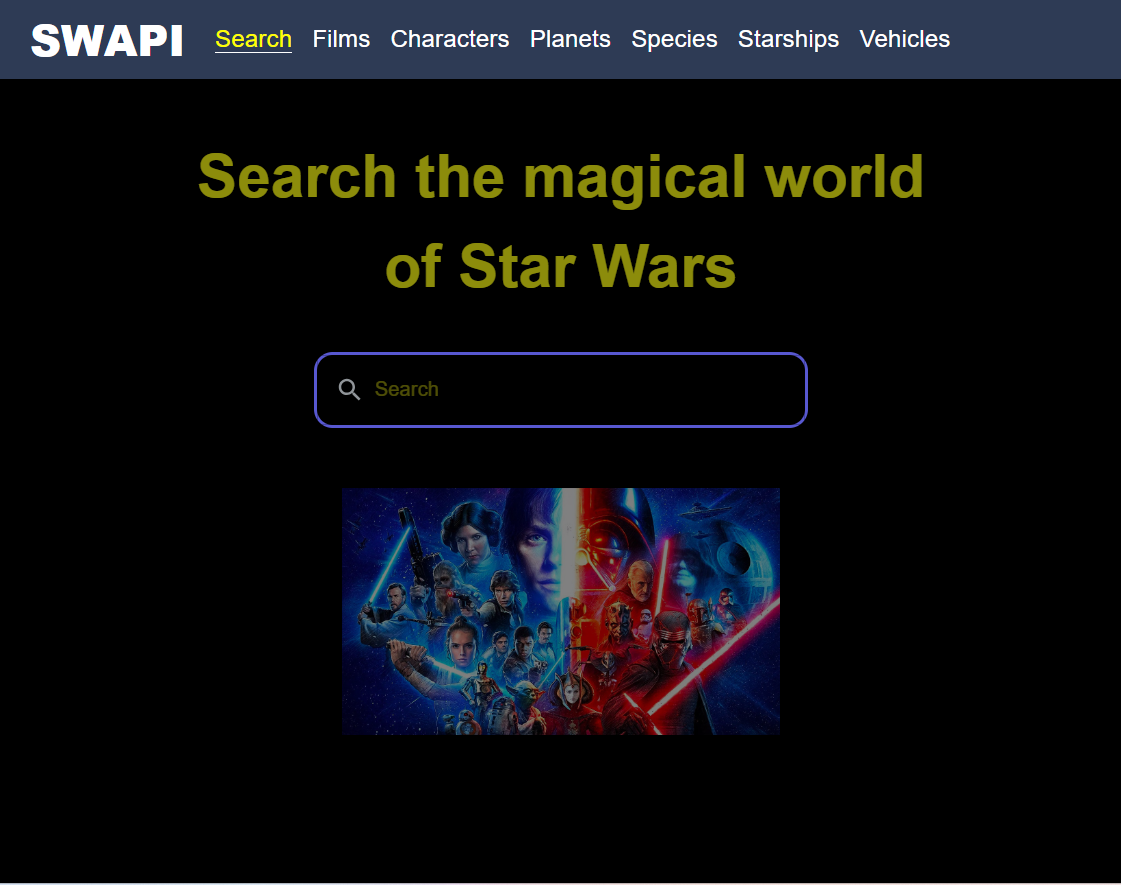 SWAPI Search Films Characters Planets Species Starships Vehicles
Search the magical world
of Star Wars
Search